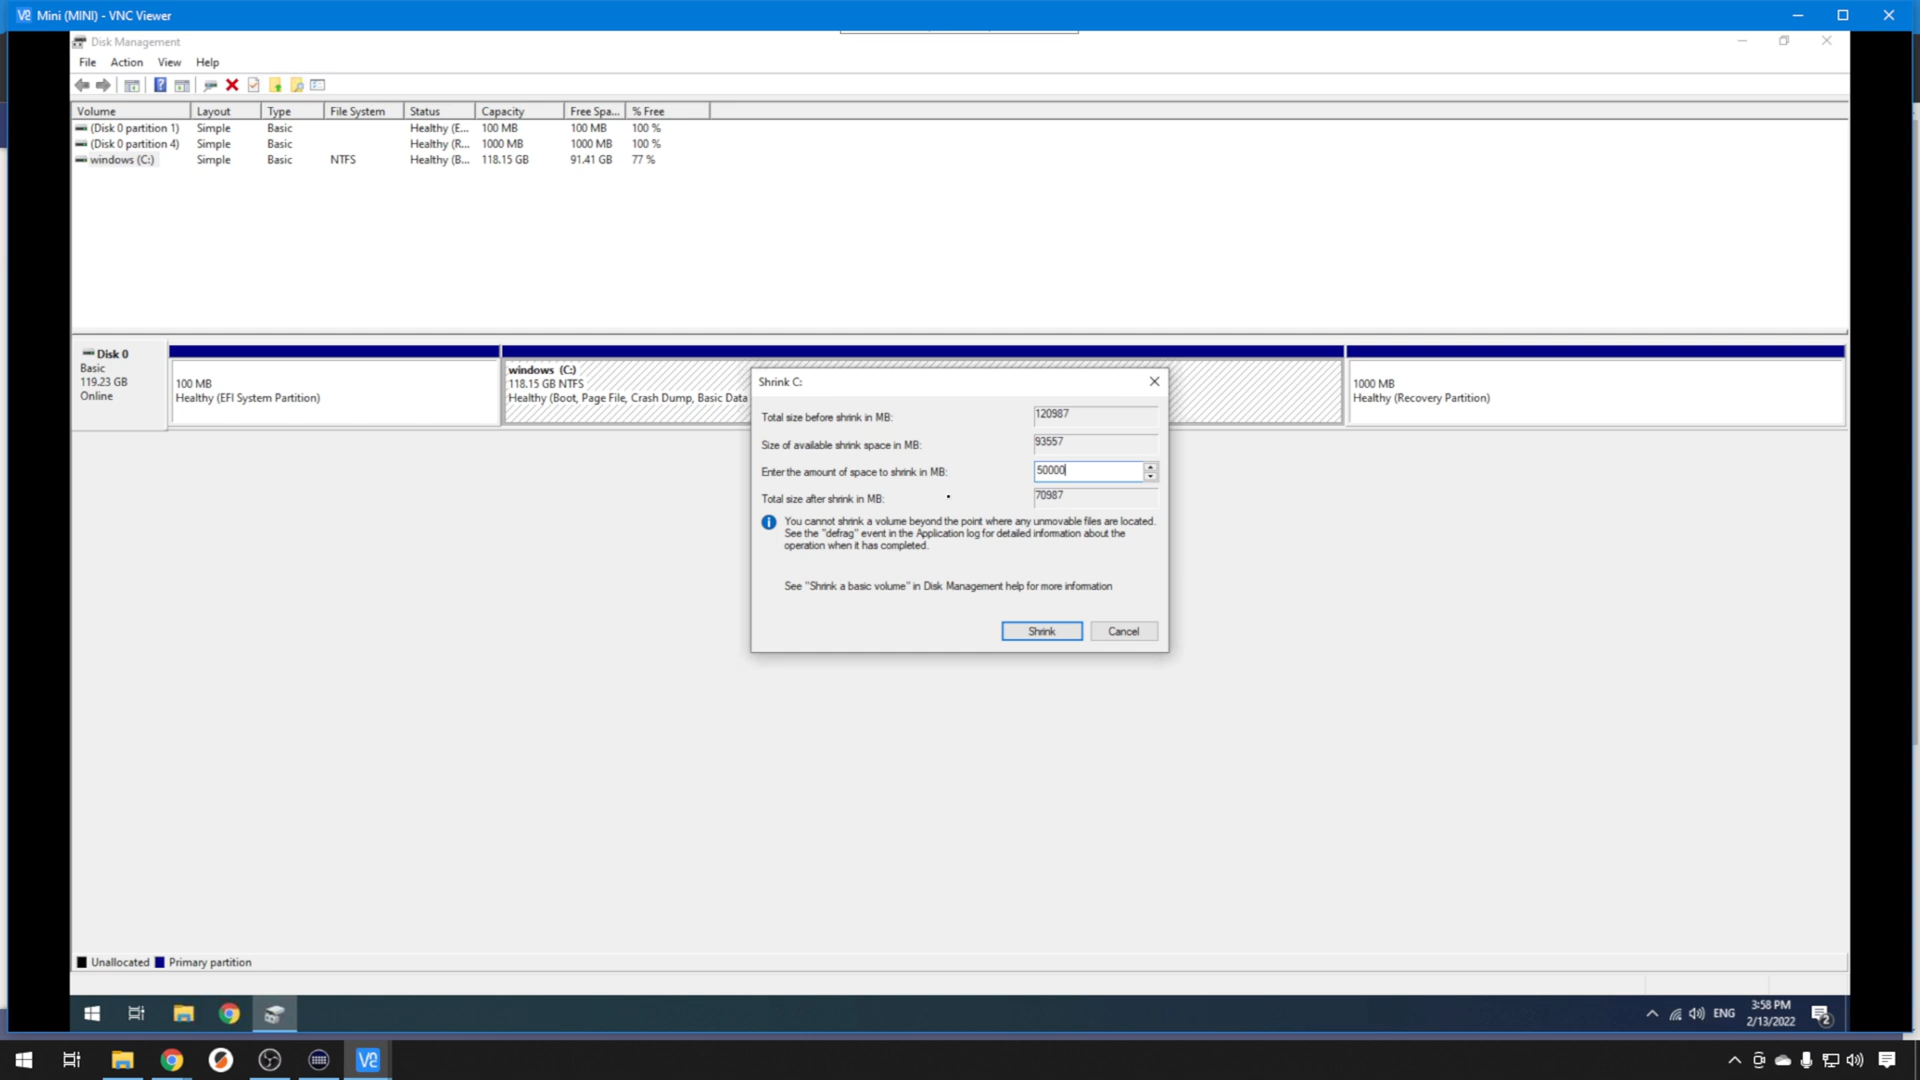 Mini (MINI) - VNC Viewer
Disk Management
File Action View Help
Volume Layout Type File System Status Capacity Free Spa... % Free
(Disk 0 partition 1) Simple Basic Healthy (E... 100 MB 100 MB 100 %
(Disk 0 partition 4) Simple Basic Healthy (R... 1000 MB 1000 MB 100 %
windows (C:) Simple Basic NTFS Healthy (B... 118.15 GB 91.41 GB 77 %
Disk 0
Basic
119.23 GB
Online
100 MB
Healthy (EFI System Partition)
windows (C:)
118.15 GB NTFS
Healthy (Boot, Page File, Crash Dump, Basic Data
1000 MB
Healthy (Recovery Partition)
Shrink C:
Total size before shrink in MB: 120987
Size of available shrink space in MB: 93557
Enter the amount of space to shrink in MB: 50000
Total size after shrink in MB: 70987
You cannot shrink a volume beyond the point where any unmovable files are located.
See the "defrag" event in the Application log for detailed information about the
operation when it has completed.
See "Shrink a basic volume" in Disk Management help for more information
Shrink Cancel
Unallocated Primary partition
ENG
3:58 PM
2/13/2022
2